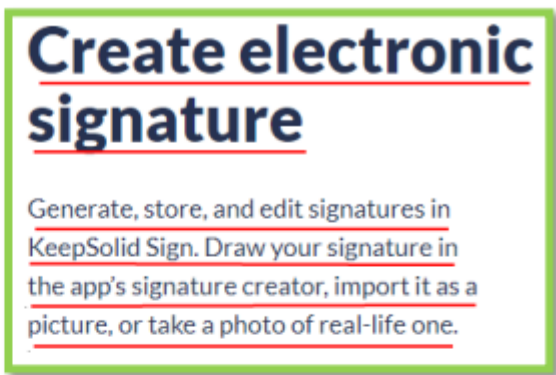 Create electronic
signature
Generate, store, and edit signatures in
KeepSolid Sign. Draw your signature in
the app's signature creator, import it as a
picture, or take a photo of real-life one.